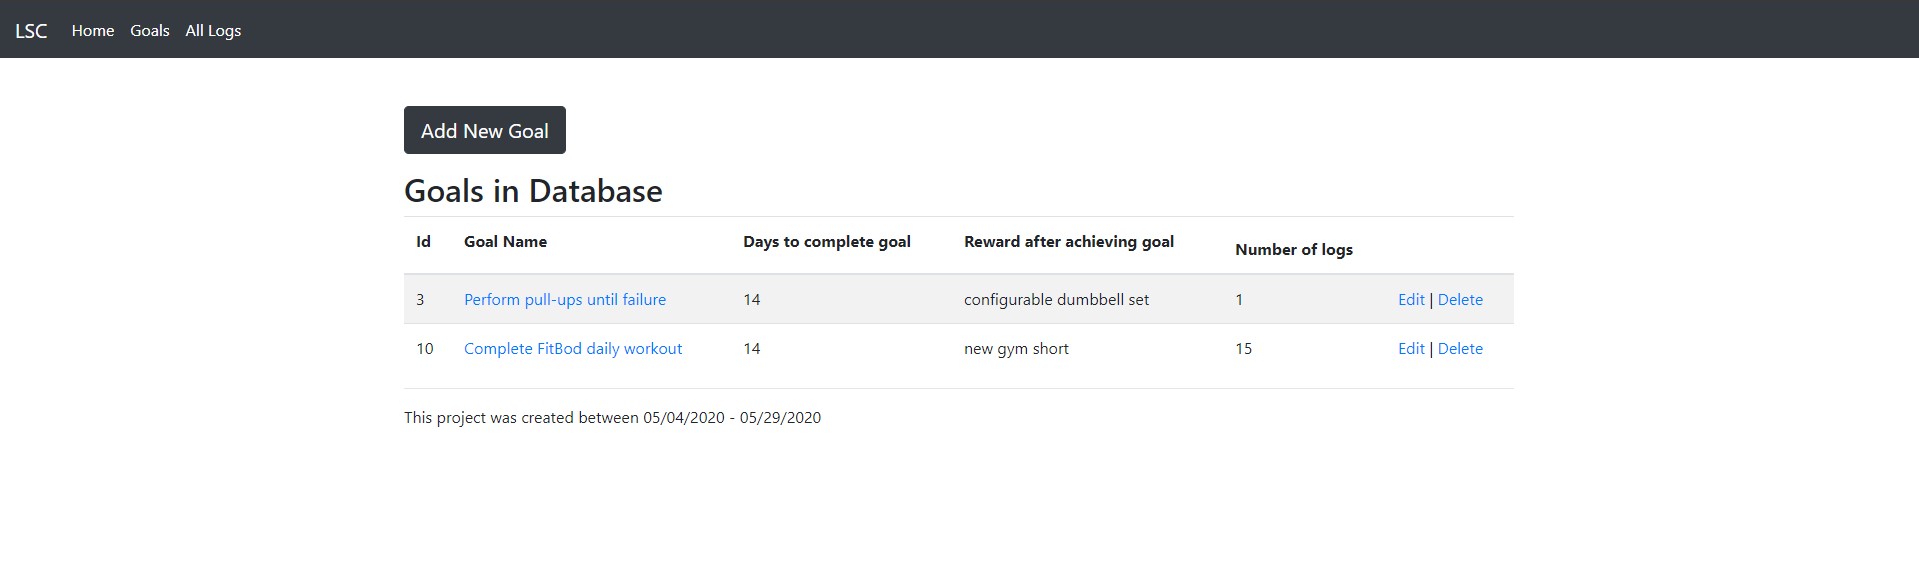 LSC Home Goals All Logs
Add New Goal
Goals in Database
Id Goal Name Days to complete goal Reward after achieving goal Number of logs
3 Perform pull-ups until failure 14 configurable dumbbell set 1 Edit | Delete
10 Complete FitBod daily workout 14 new gym short 15 Edit | Delete
This project was created between 05/04/2020 - 05/29/2020